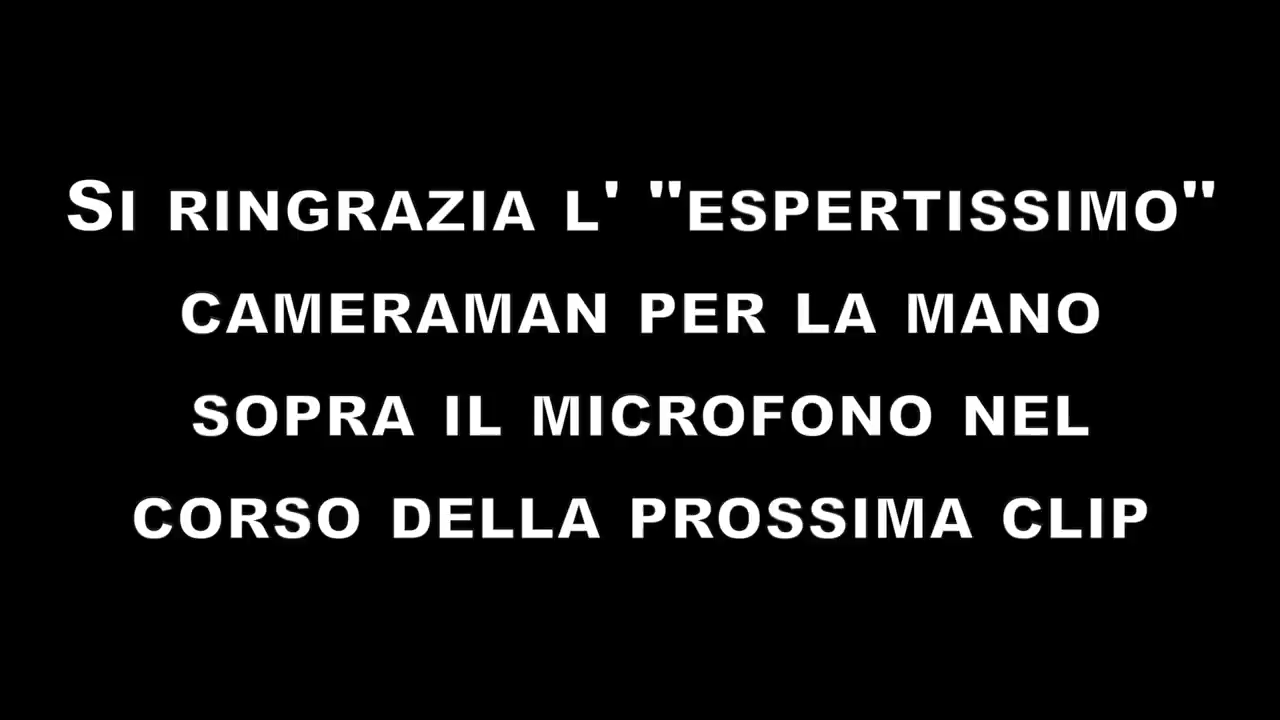 Si ringrazia l' "espertissimo"
cameraman per la mano
sopra il microfono nel
corso della prossima clip